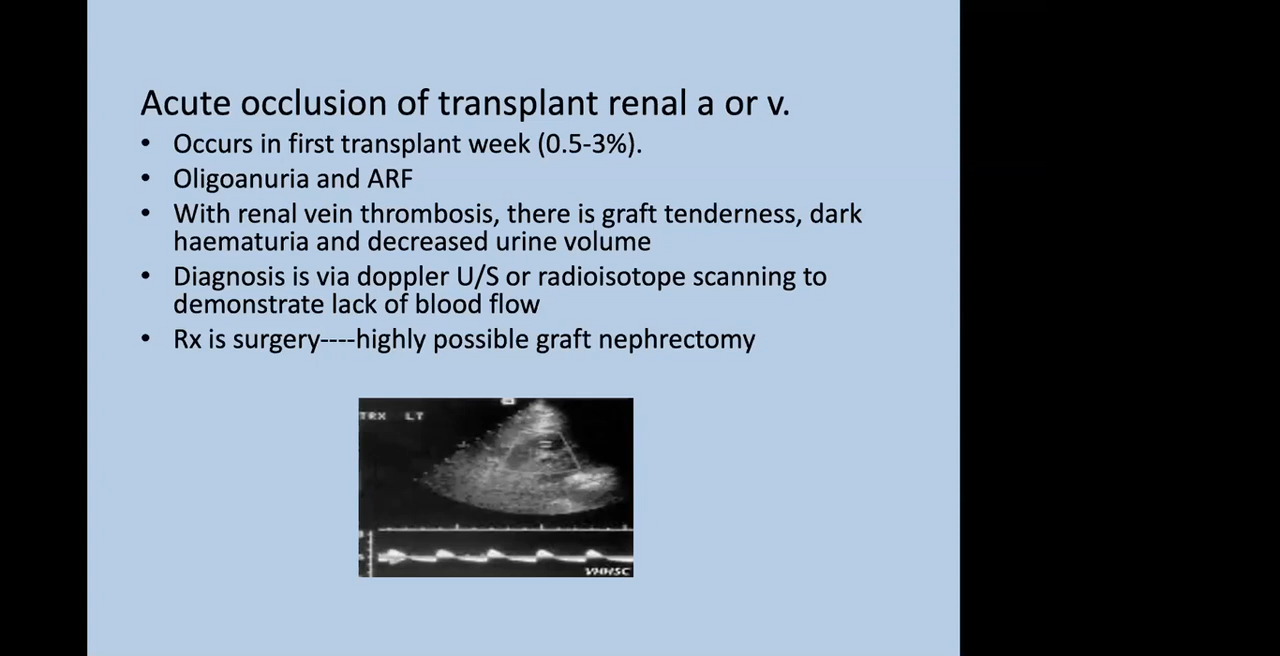 Acute occlusion of transplant renal a or v.
• Occurs in first transplant week (0.5-3%).
• Oligoanuria and ARF
• With renal vein thrombosis, there is graft tenderness, dark
haematuria and decreased urine volume
• Diagnosis is via doppler U/S or radioisotope scanning to
demonstrate lack of blood flow
• Rx is surgery----highly possible graft nephrectomy
TRX LT